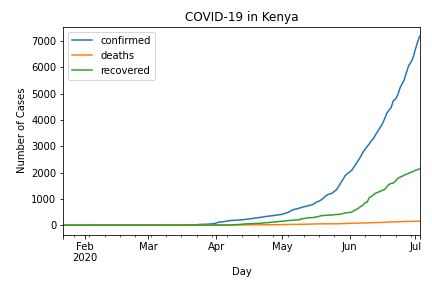 COVID-19 in Kenya
confirmed
deaths
recovered
Number of Cases
7000
6000
5000
4000
3000
2000
1000
0
Feb
2020
Mar
Apr
May
Jun
Jul
Day